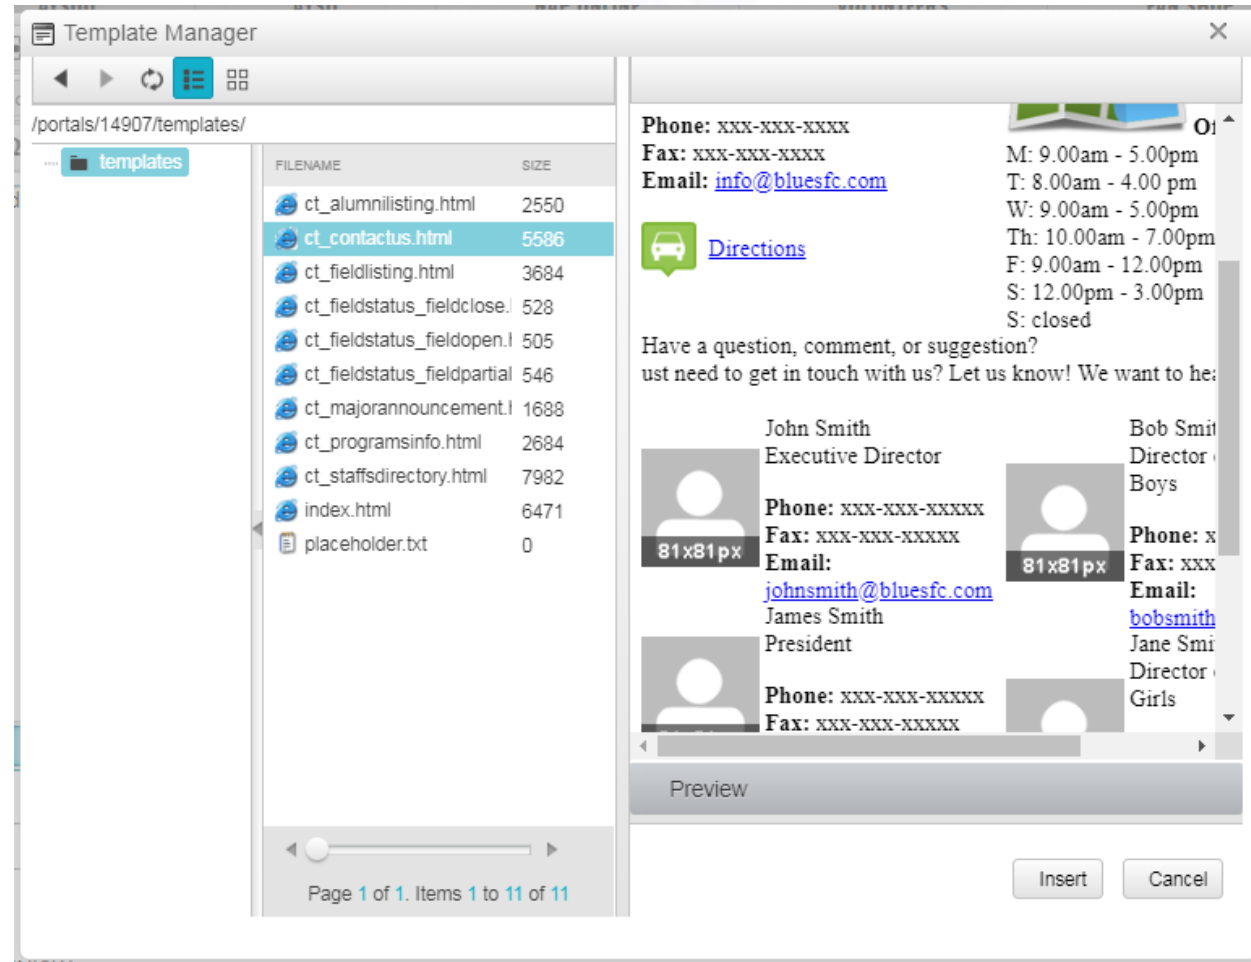 Template Manager
/portals/14907/templates/
templates
FILENAME SIZE
ct_alumnilisting.html 2550
ct_contactus.html 5586
ct_fieldlisting.html 3684
ct_fieldstatus_fieldclose. 528
ct_fieldstatus_fieldopen. 505
ct_fieldstatus_fieldpartial 546
ct_majorannouncement. 1688
ct_programsinfo.html 2684
ct_staffsdirectory.html 7982
index.html 6471
placeholder.txt 0
Page 1 of 1. Items 1 to 11 of 11
Phone: xxx-xxx-xxxx
Fax: xxx-xxx-xxxx
Email: info@bluesfc.com
Directions
M: 9.00am - 5.00pm
T: 8.00am - 4.00 pm
W: 9.00am - 5.00pm
Th: 10.00am - 7.00pm
F: 9.00am - 12.00pm
S: 12.00pm - 3.00pm
S: closed
Have a question, comment, or suggestion?
ust need to get in touch with us? Let us know! We want to
81x81px
John Smith
Executive Director
Phone: xxx-xxx-xxxxx
Fax: xxx-xxx-xxxxx
Email:
johnsmith@bluesfc.com
81x81px
Bob Smit
Director
Boys
Phone: x
Fax: xxx
Email:
bobsmith
James Smith
President
Phone: xxx-xxx-xxxxx
Fax: xxx-xxx-xxxxx
Jane Smi
Director
Girls
Preview
Insert
Cancel